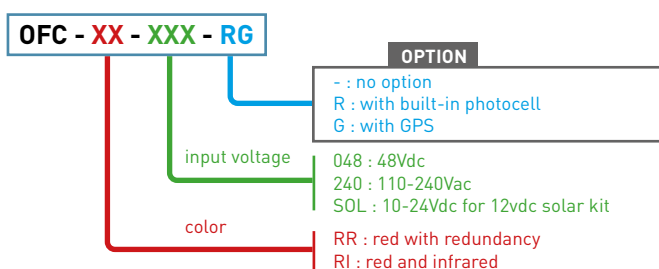 OFC - XX - XXX - RG
OPTION
- : no option
R : with built-in photocell
G : with GPS
input voltage
048 : 48Vdc
240 : 110-240Vac
SOL : 10-24Vdc for 12vdc solar kit
color
RR : red with redundancy
RI : red and infrared